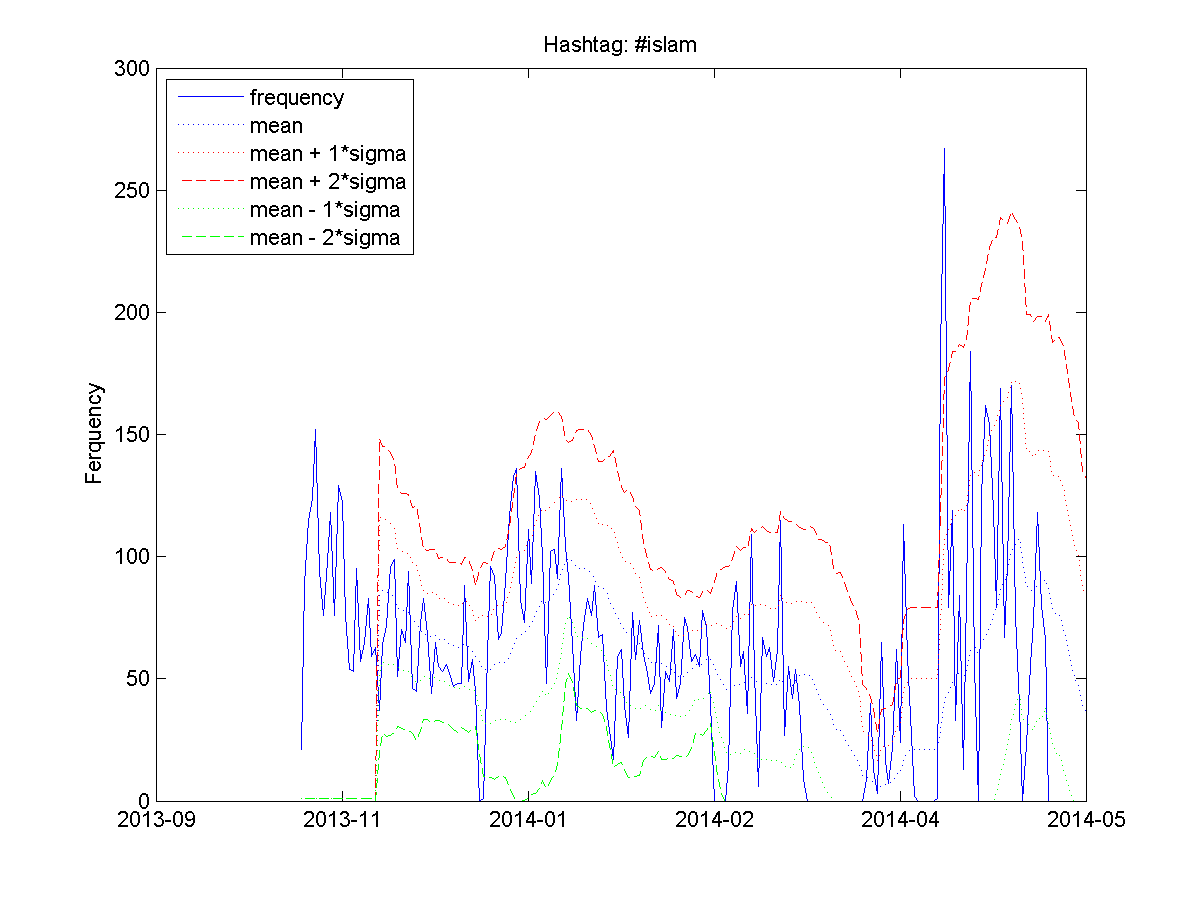 Hashtag: #islam
300
250
200
150
100
50
0
Ferquency
frequency
mean
mean + 1*sigma
mean + 2*sigma
mean - 1*sigma
mean - 2*sigma
2013-09 2013-11 2014-01 2014-02 2014-04 2014-05